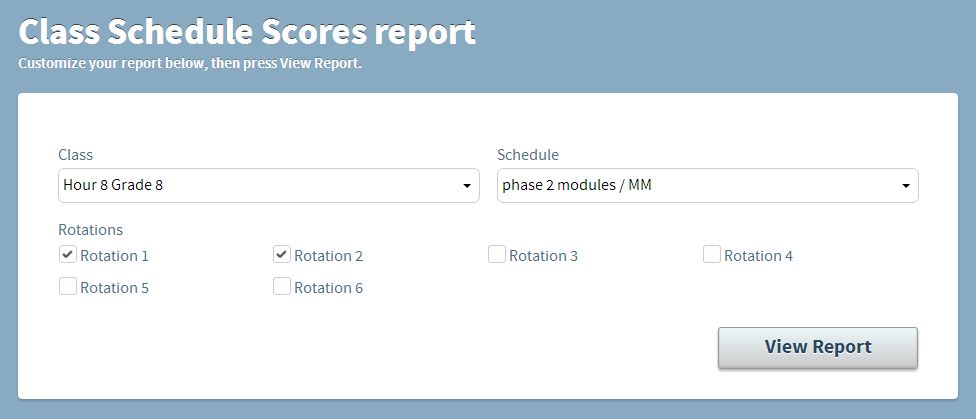 Class Schedule Scores report
Customize your report below, then press View Report.
Class
Schedule
Hour 8 Grade 8
phase 2 modules / MM
Rotations
Rotation 1
Rotation 2
Rotation 3
Rotation 4
Rotation 5
Rotation 6
View Report